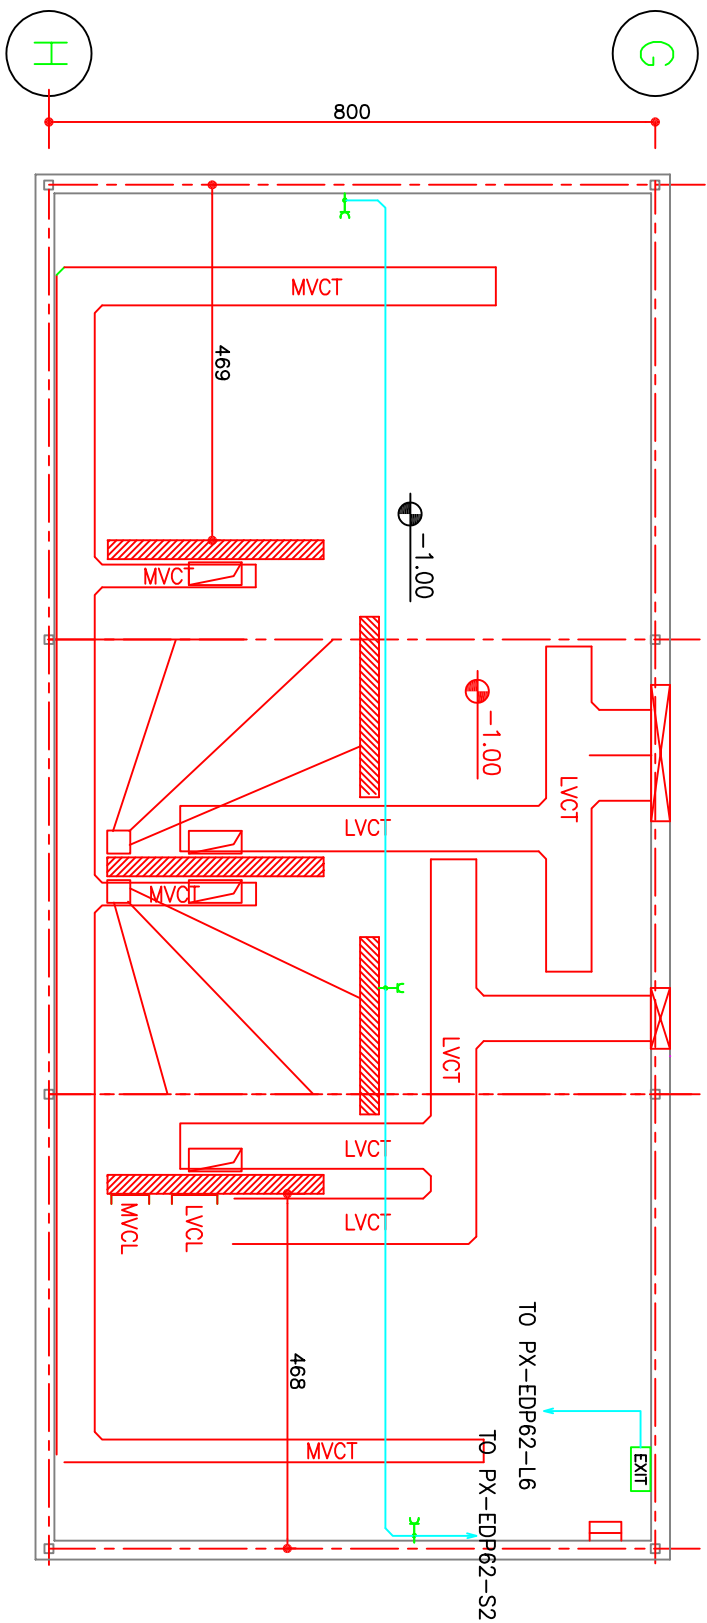 H
G
800
MVCT
469
-1.00
MVCT
-1.00
LVCT
LVCT
MVCT
LVCT
LVCT
LVCT
MVCL
LVCL
468
TO PX-EDP62-L6
MVCT
EXIT
TO PX-EDP62-S2